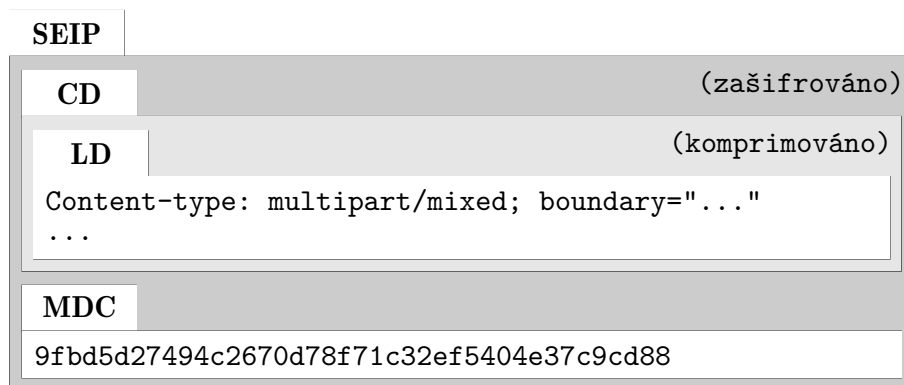 SEIP
CD (zašifrováno)
LD (komprimováno)
Content-type: multipart/mixed; boundary="..."
...
MDC
9fbd5d27494c2670d78f71c32ef5404e37c9cd88